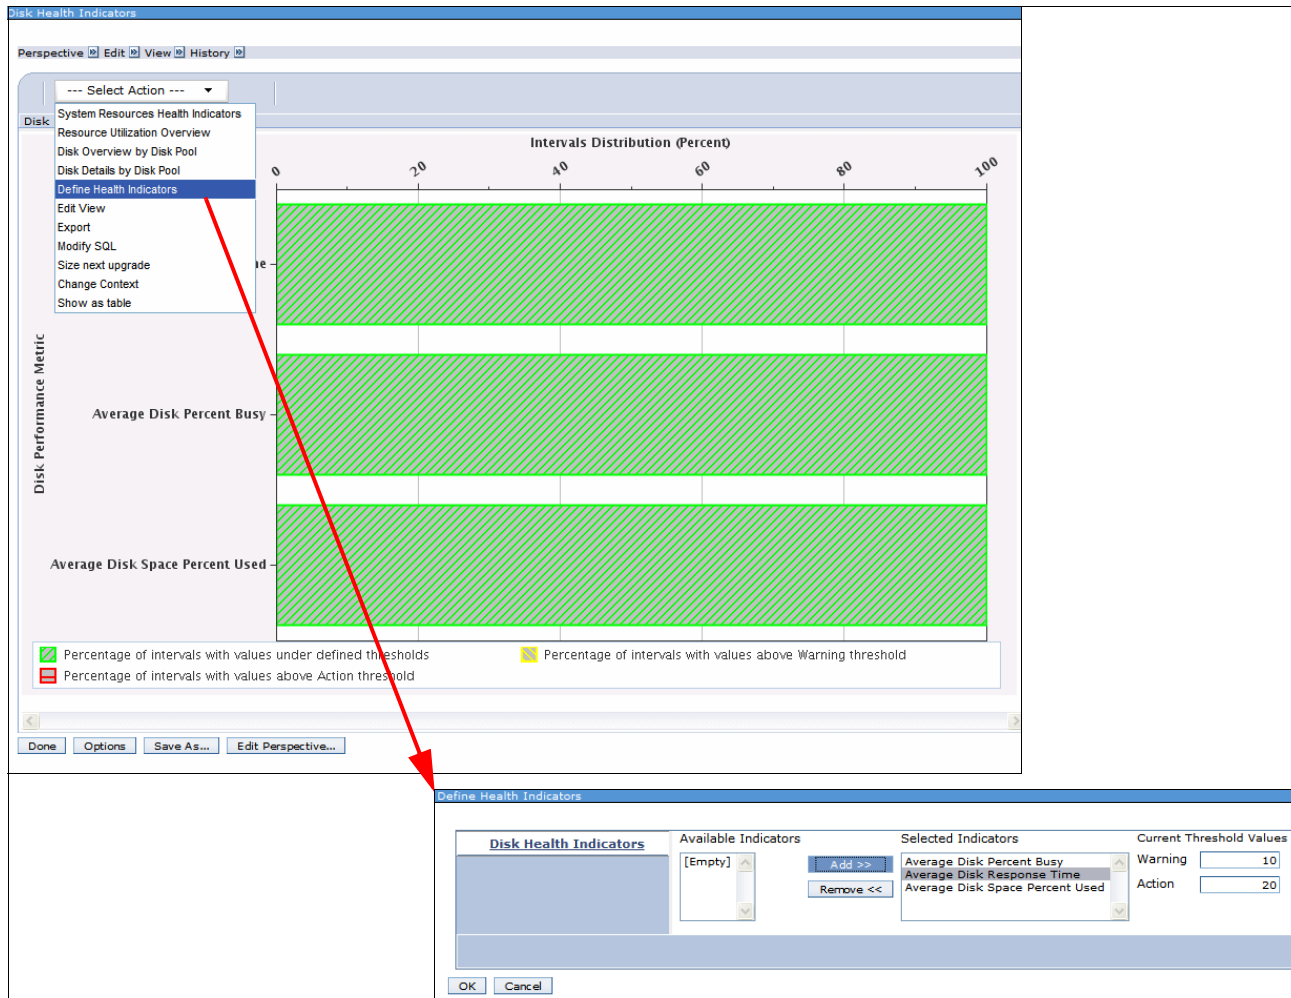 Disk Health Indicators
Perspective Edit View History
--- Select Action ---
Disk
System Resources Health Indicators
Resource Utilization Overview
Disk Overview by Disk Pool
Disk Details by Disk Pool
Define Health Indicators
Edit View
Export
Modify SQL
Size next upgrade
Change Context
Show as table
Intervals Distribution (Percent)
0 20 40 60 80 100
Disk Performance Metric
ne
Average Disk Percent Busy
Average Disk Space Percent Used
Percentage of intervals with values under defined thresholds
Percentage of intervals with values above Warning threshold
Percentage of intervals with values above Action threshold
Done Options Save As... Edit Perspective...
Define Health Indicators
Disk Health Indicators
Available Indicators
[Empty]
Add >>
Remove <<
Selected Indicators
Average Disk Percent Busy
Average Disk Response Time
Average Disk Space Percent Used
Current Threshold Values
Warning 10
Action 20
OK Cancel